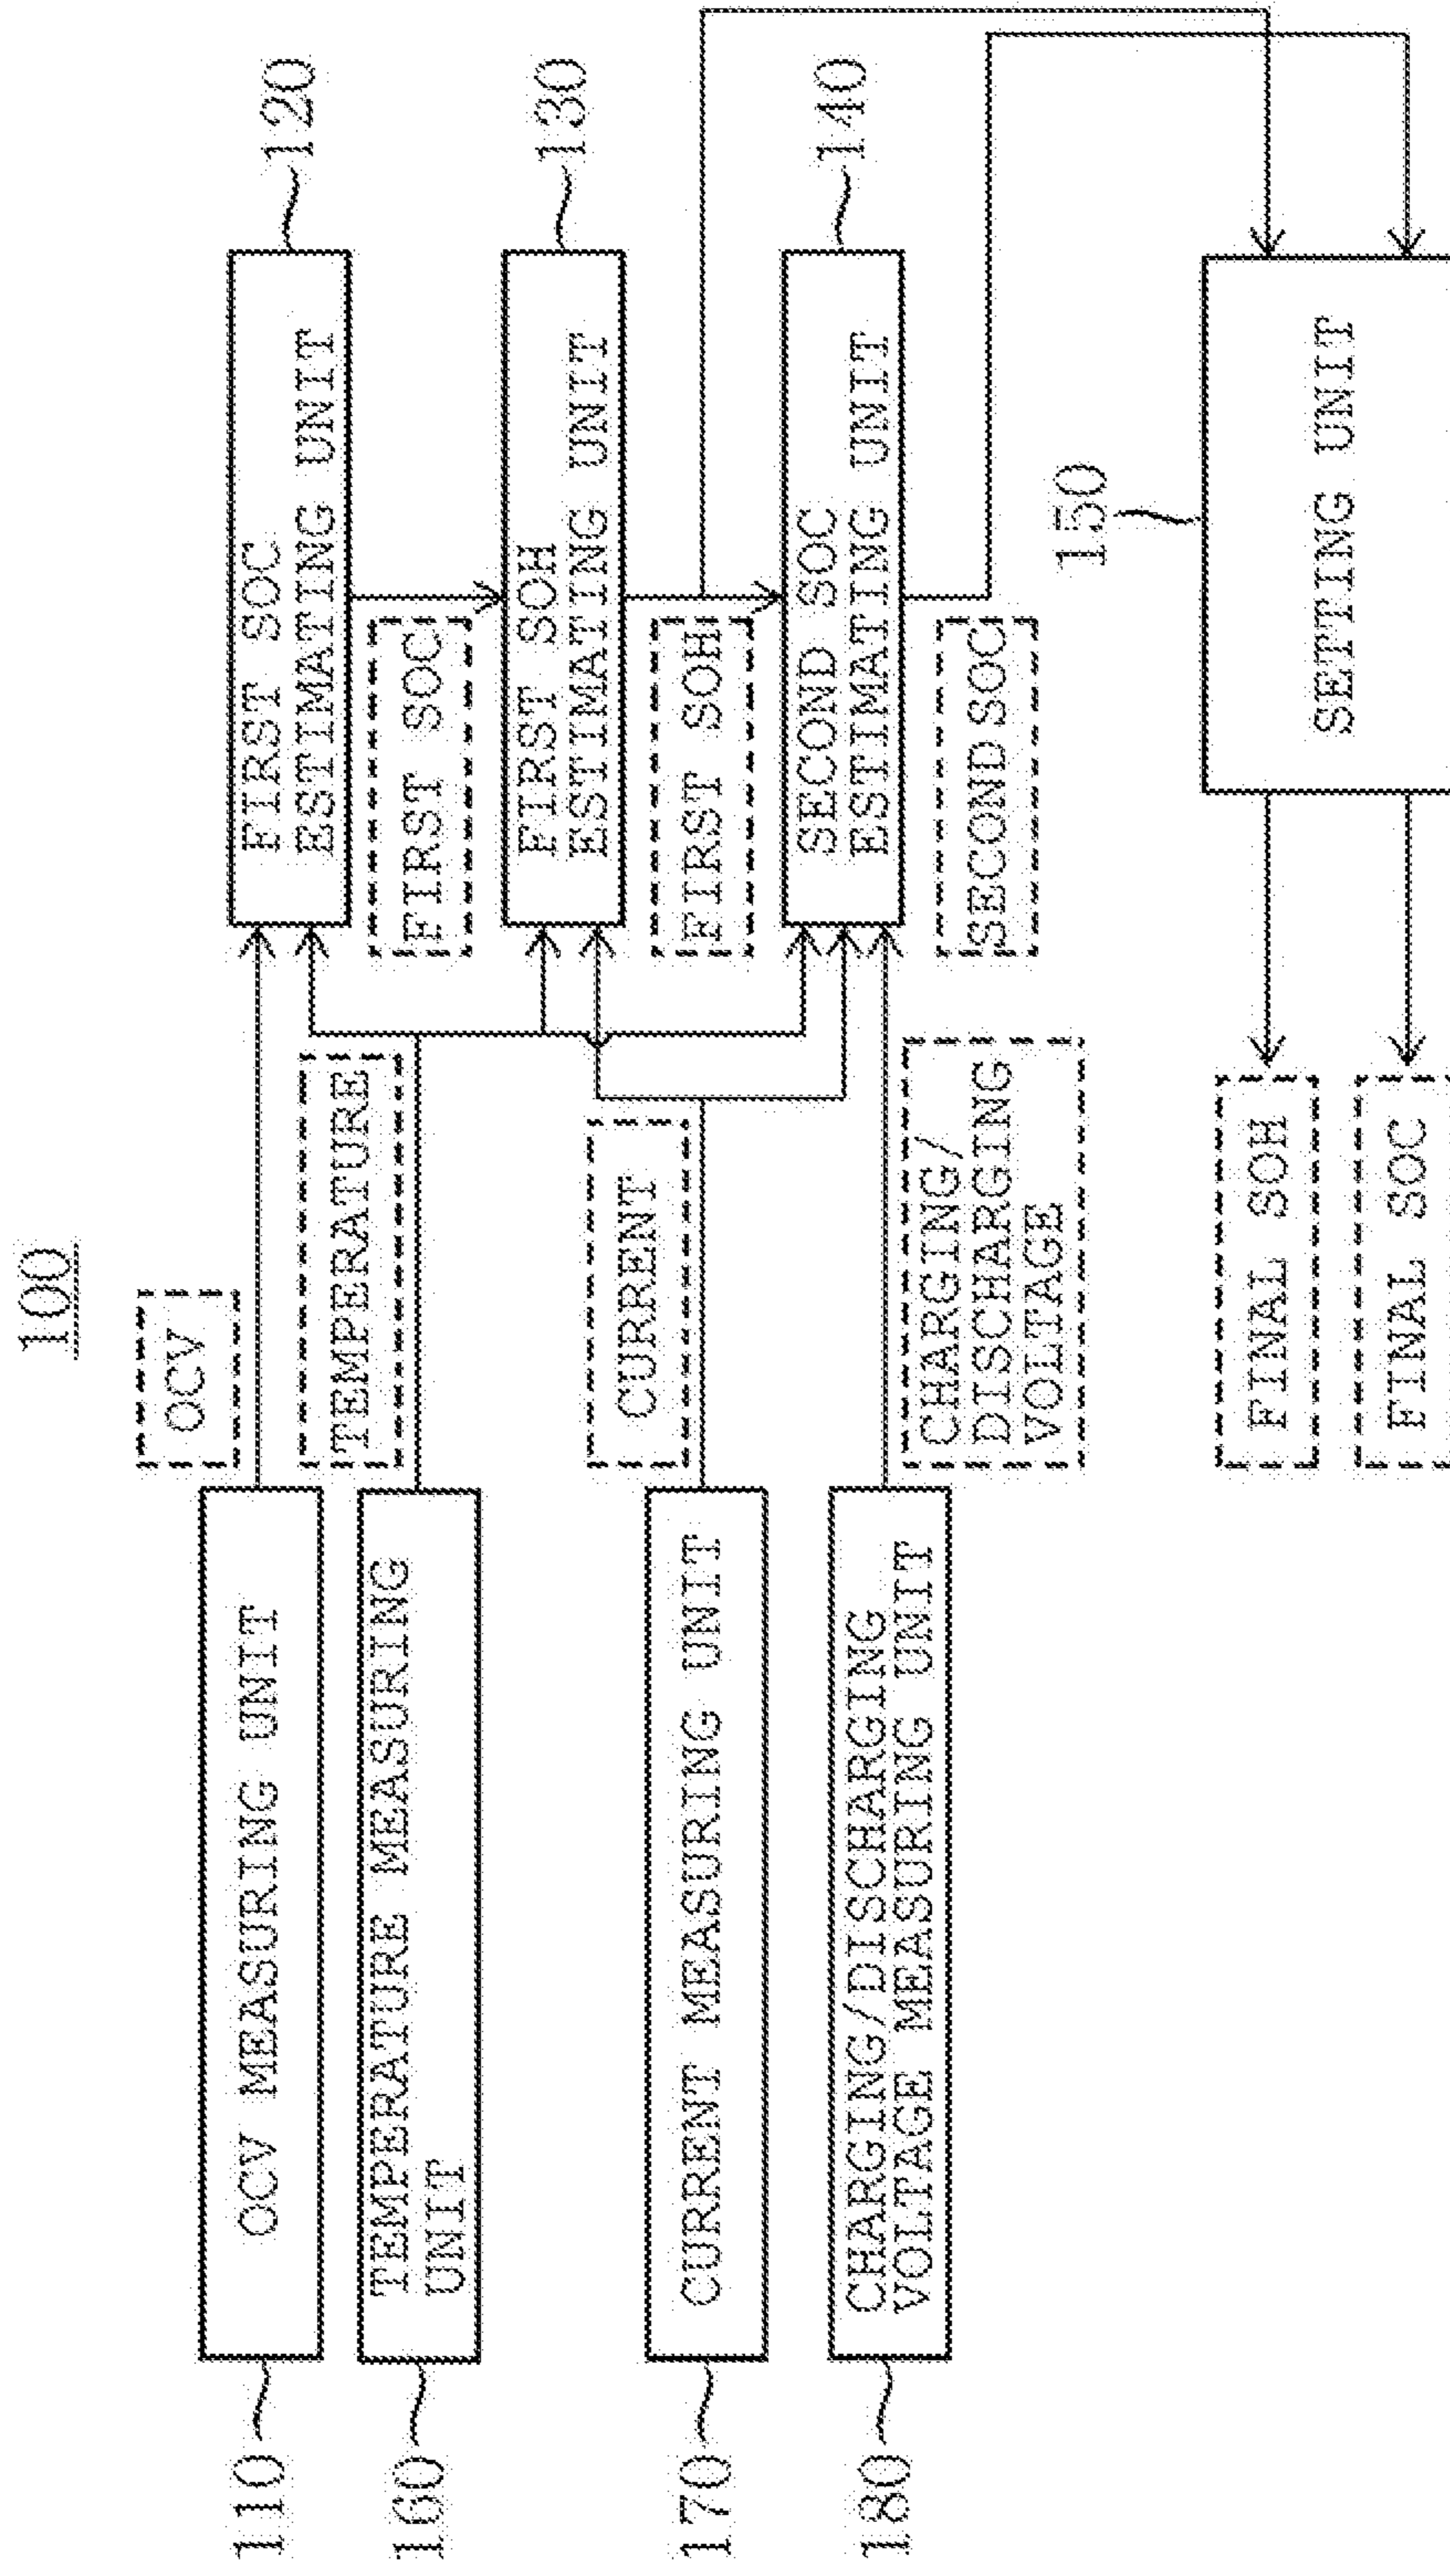 100
110
OCV MEASURING UNIT
OCV
FIRST SOC
ESTIMATING UNIT
120
160
TEMPERATURE MEASURING
UNIT
TEMPERATURE
FIRST SOC
FIRST SOH
ESTIMATING UNIT
130
170
CURRENT MEASURING UNIT
CURRENT
FIRST SOH
SECOND SOC
ESTIMATING UNIT
140
180
CHARGING/DISCHARGING
VOLTAGE MEASURING UNIT
CHARGING/
DISCHARGING
VOLTAGE
SECOND SOC
150
SETTING UNIT
FINAL SOH
FINAL SOC